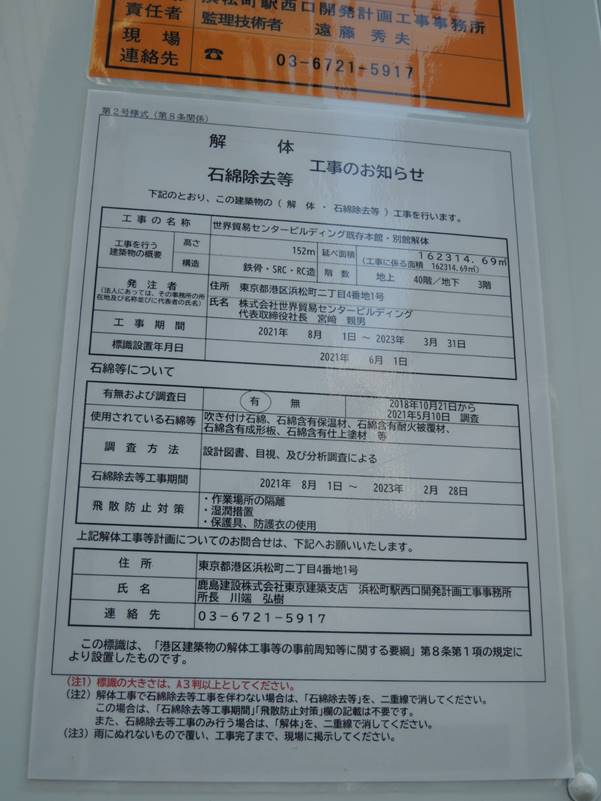 責任者 浜松町駅西口開発計画工事事務所
監理技術者 遠藤 秀夫
現場
連絡先 ☎ 03-6721-5917
第2号様式（第8条関係）
解 体
工事のお知らせ
石綿除去等
下記のとおり、この建築物の（ 解 体 ・ 石綿除去等 ）工事を行います。
工事の名称 世界貿易センタービルディング既存本館・別館解体
工事を行う建築物の概要 高さ 152m 延べ面積 162314.69㎡
（工事に係る面積 162314.69㎡）
構造 鉄骨・SRC・RC造 階数 地上 40階／地下 3階
発注者 住所 東京都港区浜松町二丁目4番地1号
（法人にあっては、その事務所の所在地及び名称並びに代表者の氏名） 氏名 株式会社世界貿易センタービルディング
代表取締役社長 宮﨑 親男
工事期間 2021年 8月 1日 ～ 2023年 3月 31日
標識設置年月日 2021年 6月 1日
石綿等について
有無および調査日 有 無 2018年10月21日から
2021年5月10日 調査
使用されている石綿等 吹き付け石綿、石綿含有保温材、石綿含有耐火被覆材、
石綿含有成形板、石綿含有仕上塗材 等
調査方法 設計図書、目視、及び分析調査による
石綿除去等工事期間 2021年 8月 1日 ～ 2023年 2月 28日
飛散防止対策 ・作業場所の隔離
・湿潤措置
・保護具、防護衣の使用
上記解体工事等計画についてのお問合せは、下記へお願いいたします。
住所 東京都港区浜松町二丁目4番地1号
氏名 鹿島建設株式会社東京建築支店 浜松町駅西口開発計画工事事務所
所長 川端 弘樹
連絡先 03-6721-5917
この標識は、「港区建築物の解体工事等の事前周知等に関する要綱」第8条第1項の規定に
より設置したものです。
（注1）標識の大きさは、A3判以上としてください。
（注2）解体工事で石綿除去等工事を伴わない場合は、「石綿除去等」を、二重線で消してください。
この場合は、「石綿除去等工事期間」「飛散防止対策」欄の記載は不要です。
また、石綿除去等工事のみ行う場合は、「解体」を、二重線で消してください。
（注3）雨にぬれないもので覆い、工事完了まで、現場に掲示してください。